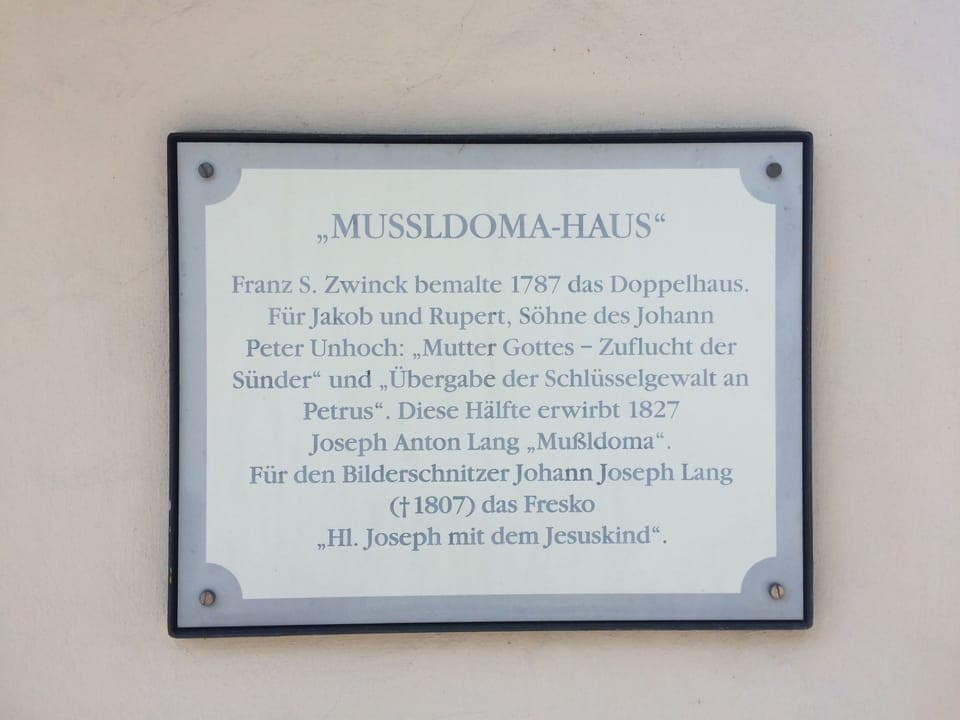 „MUSSLDOMA-HAUS“
Franz S. Zwinck bemalte 1787 das Doppelhaus.
Für Jakob und Rupert, Söhne des Johann
Peter Unhoch: „Mutter Gottes – Zuflucht der
Sünder“ und „Übergabe der Schlüsselgewalt an
Petrus“. Diese Hälfte erwirbt 1827
Joseph Anton Lang „Mußldoma“.
Für den Bilderschnitzer Johann Joseph Lang
(†1807) das Fresko
„Hl. Joseph mit dem Jesuskind“.